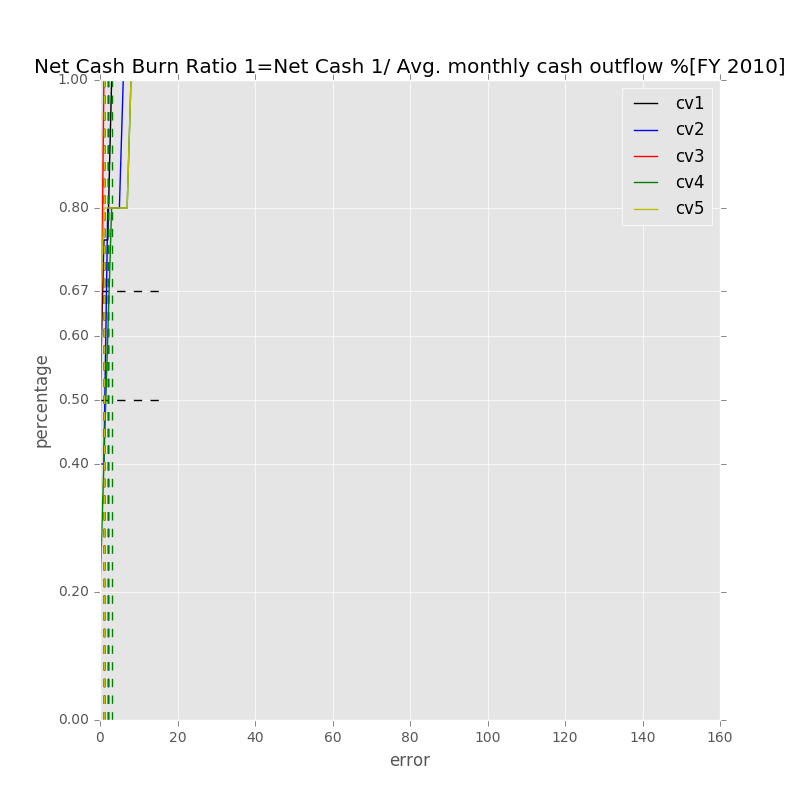 Net Cash Burn Ratio 1=Net Cash 1/ Avg. monthly cash outflow %[FY 2010]
1.00
0.80
0.67
0.60
0.50
0.40
0.20
0.00
percentage
0
20
40
60
80
100
120
140
160
error
cv1
cv2
cv3
cv4
cv5